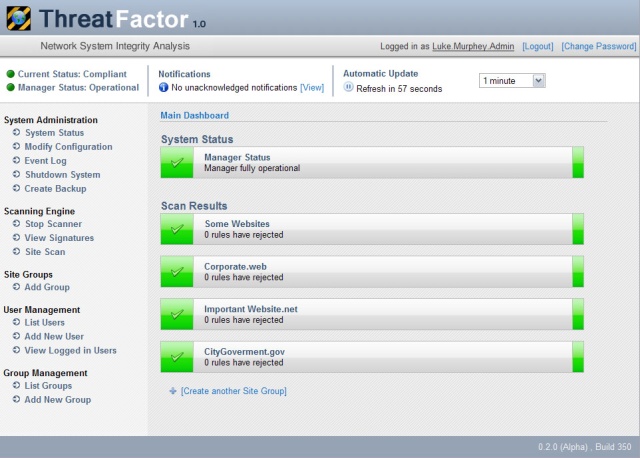 ThreatFactor 1.0
Network System Integrity Analysis
Logged in as Luke.Murphey.Admin [Logout] [Change Password]
Current Status: Compliant
Manager Status: Operational
Notifications
No unacknowledged notifications [View]
Automatic Update
Refresh in 57 seconds
1 minute
System Administration
System Status
Modify Configuration
Event Log
Shutdown System
Create Backup
Scanning Engine
Stop Scanner
View Signatures
Site Scan
Site Groups
Add Group
User Management
List Users
Add New User
View Logged in Users
Group Management
List Groups
Add New Group
Main Dashboard
System Status
Manager Status
Manager fully operational
Scan Results
Some Websites
0 rules have rejected
Corporate.web
0 rules have rejected
Important Website.net
0 rules have rejected
CityGoverment.gov
0 rules have rejected
[Create another Site Group]
0.2.0 (Alpha) , Build 350